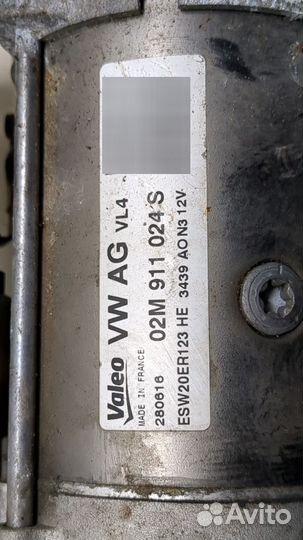 Valeo VW AG VL4
MADE IN FRANCE
280616 02M 911 024 S
ESW20ER123 HE 3439 AON3 12V
Avito